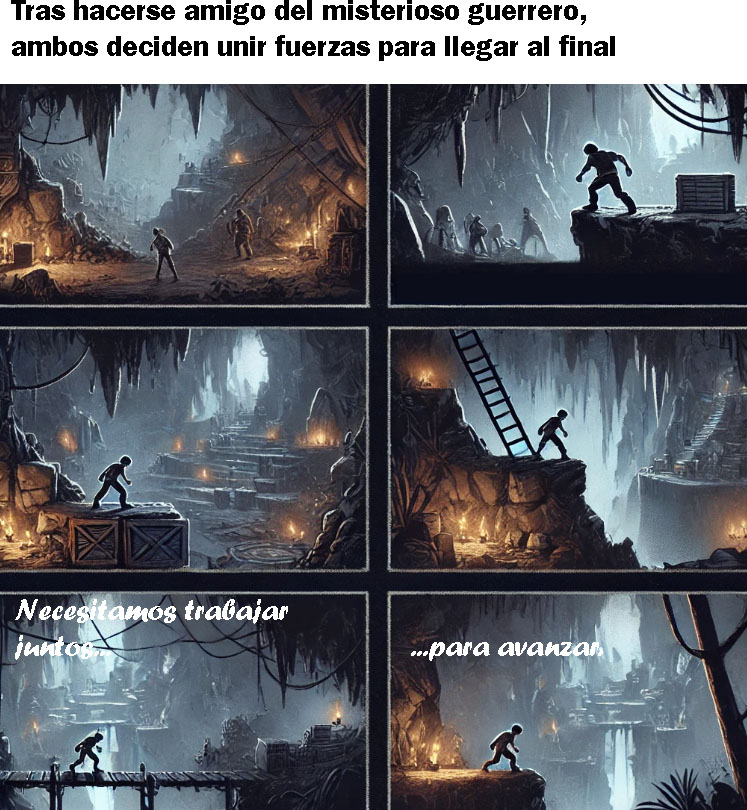 Tras hacerse amigo del misterioso guerrero,
ambos deciden unir fuerzas para llegar al final
Necesitamos trabajar
juntos...
...para avanzar.